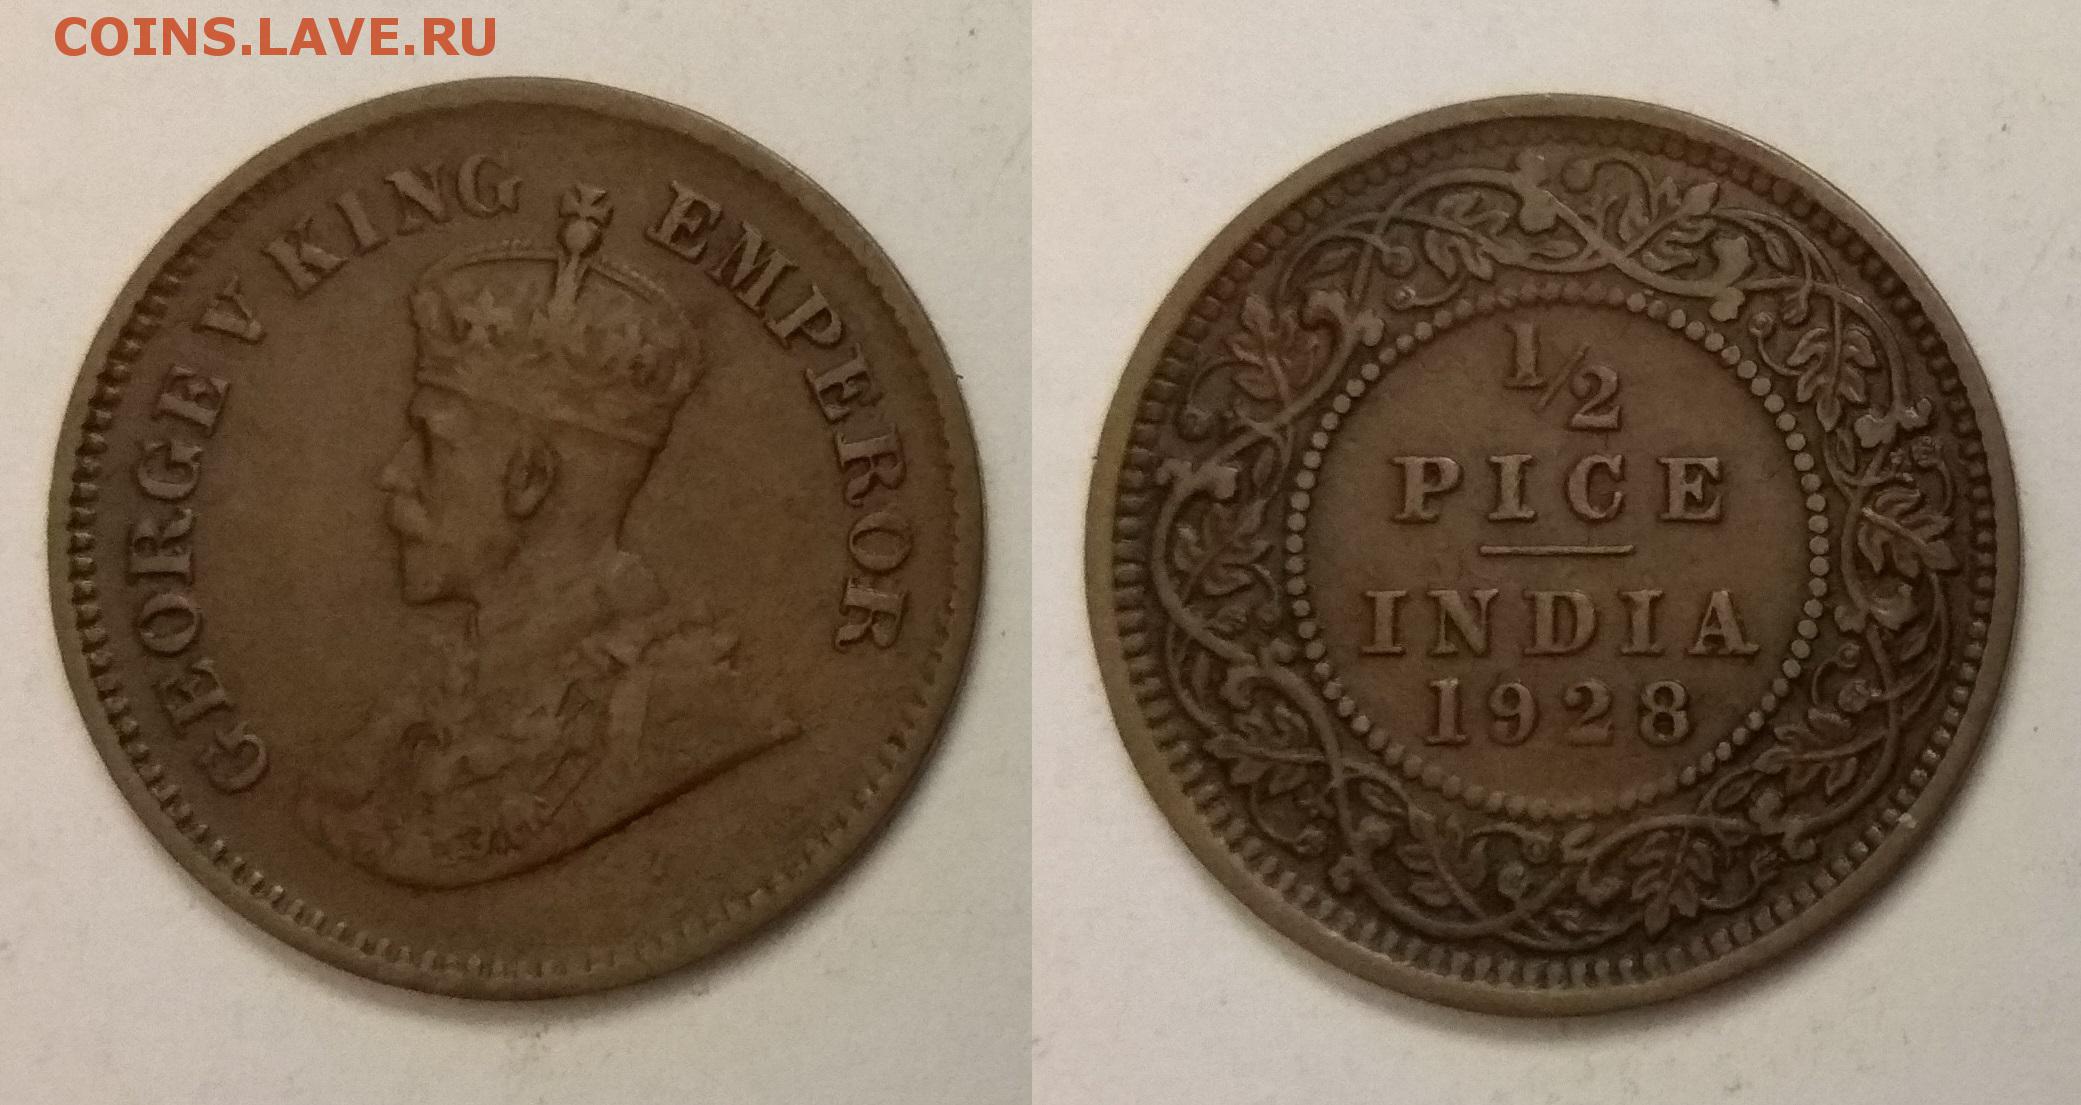 COINS.LAVE.RU
GEORGE V KING EMPEROR
1/2
PICE
INDIA
1928